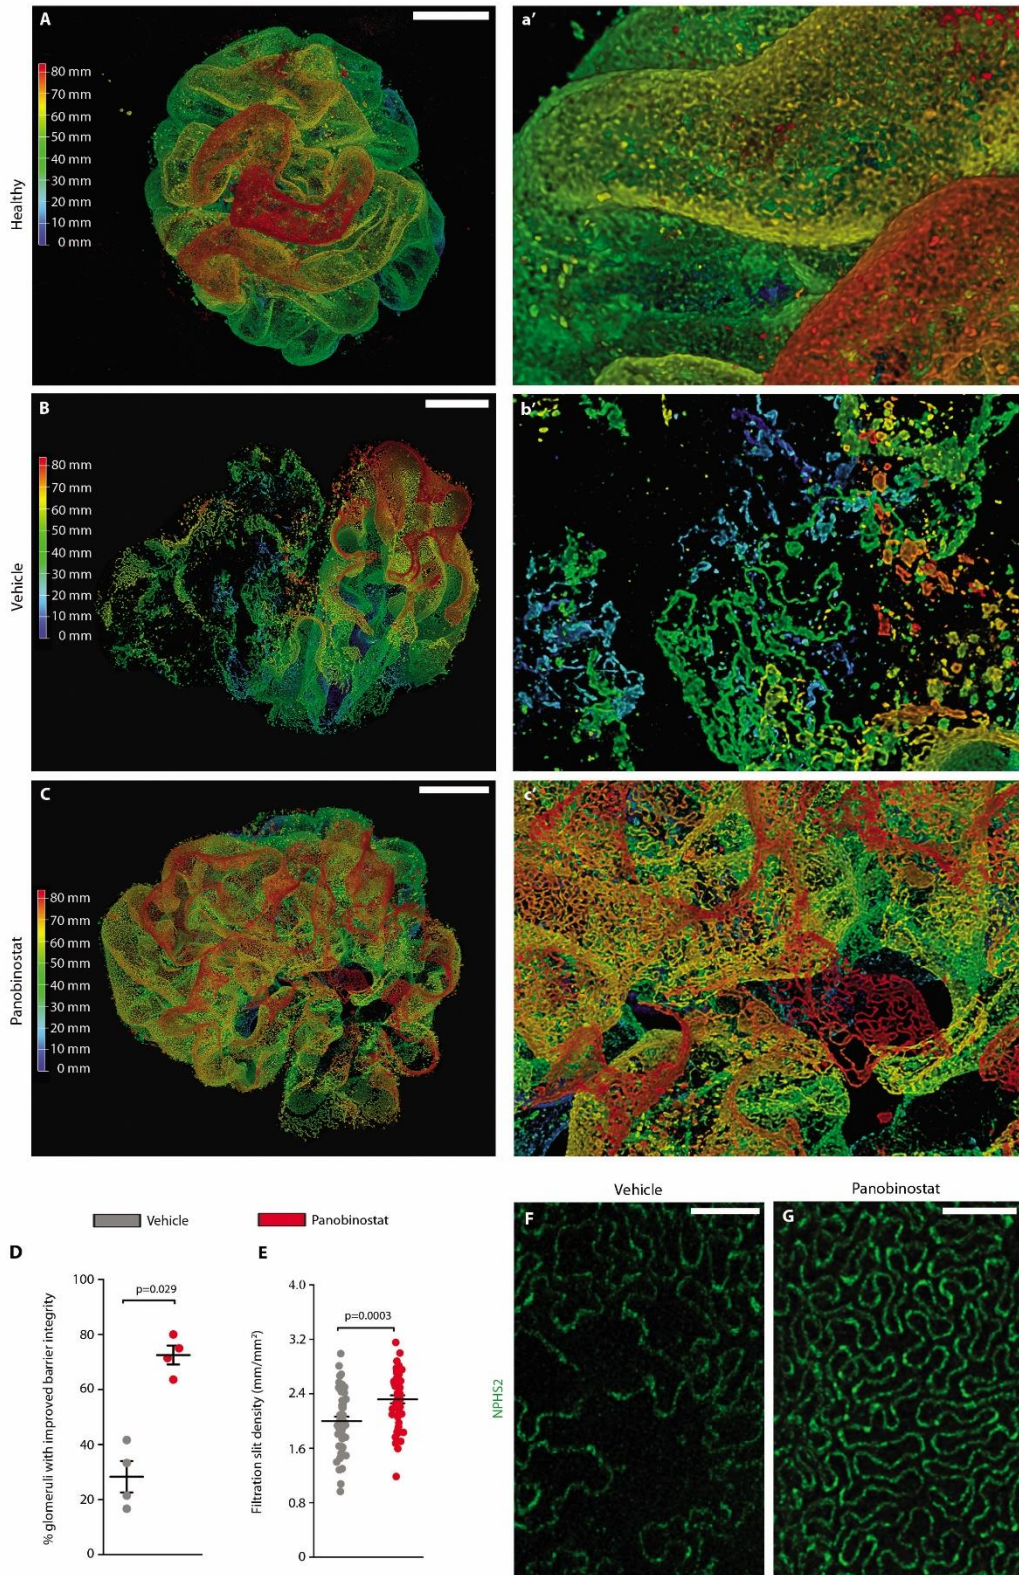 A
a′
80 mm
70 mm
60 mm
50 mm
40 mm
30 mm
20 mm
10 mm
0 mm
Healthy
B
b′
80 mm
70 mm
60 mm
50 mm
40 mm
30 mm
20 mm
10 mm
0 mm
Vehicle
C
c′
80 mm
70 mm
60 mm
50 mm
40 mm
30 mm
20 mm
10 mm
0 mm
Panobinostat
Vehicle
Panobinostat
D
% glomeruli with improved barrier integrity
100
80
60
40
20
0
p=0.029
E
Filtration slit density (mm/mm²)
4.0
3.2
2.4
1.6
0.8
0
p=0.0003
Vehicle
Panobinostat
F
G
NPHS2